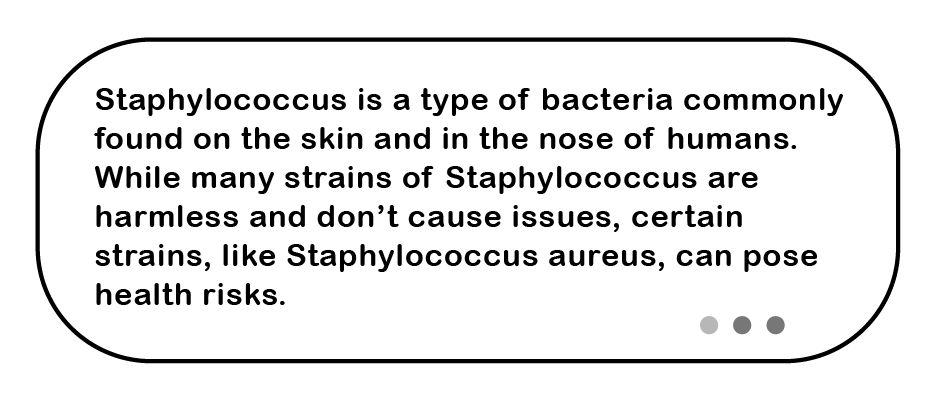 Staphylococcus is a type of bacteria commonly
found on the skin and in the nose of humans.
While many strains of Staphylococcus are
harmless and don’t cause issues, certain
strains, like Staphylococcus aureus, can pose
health risks.